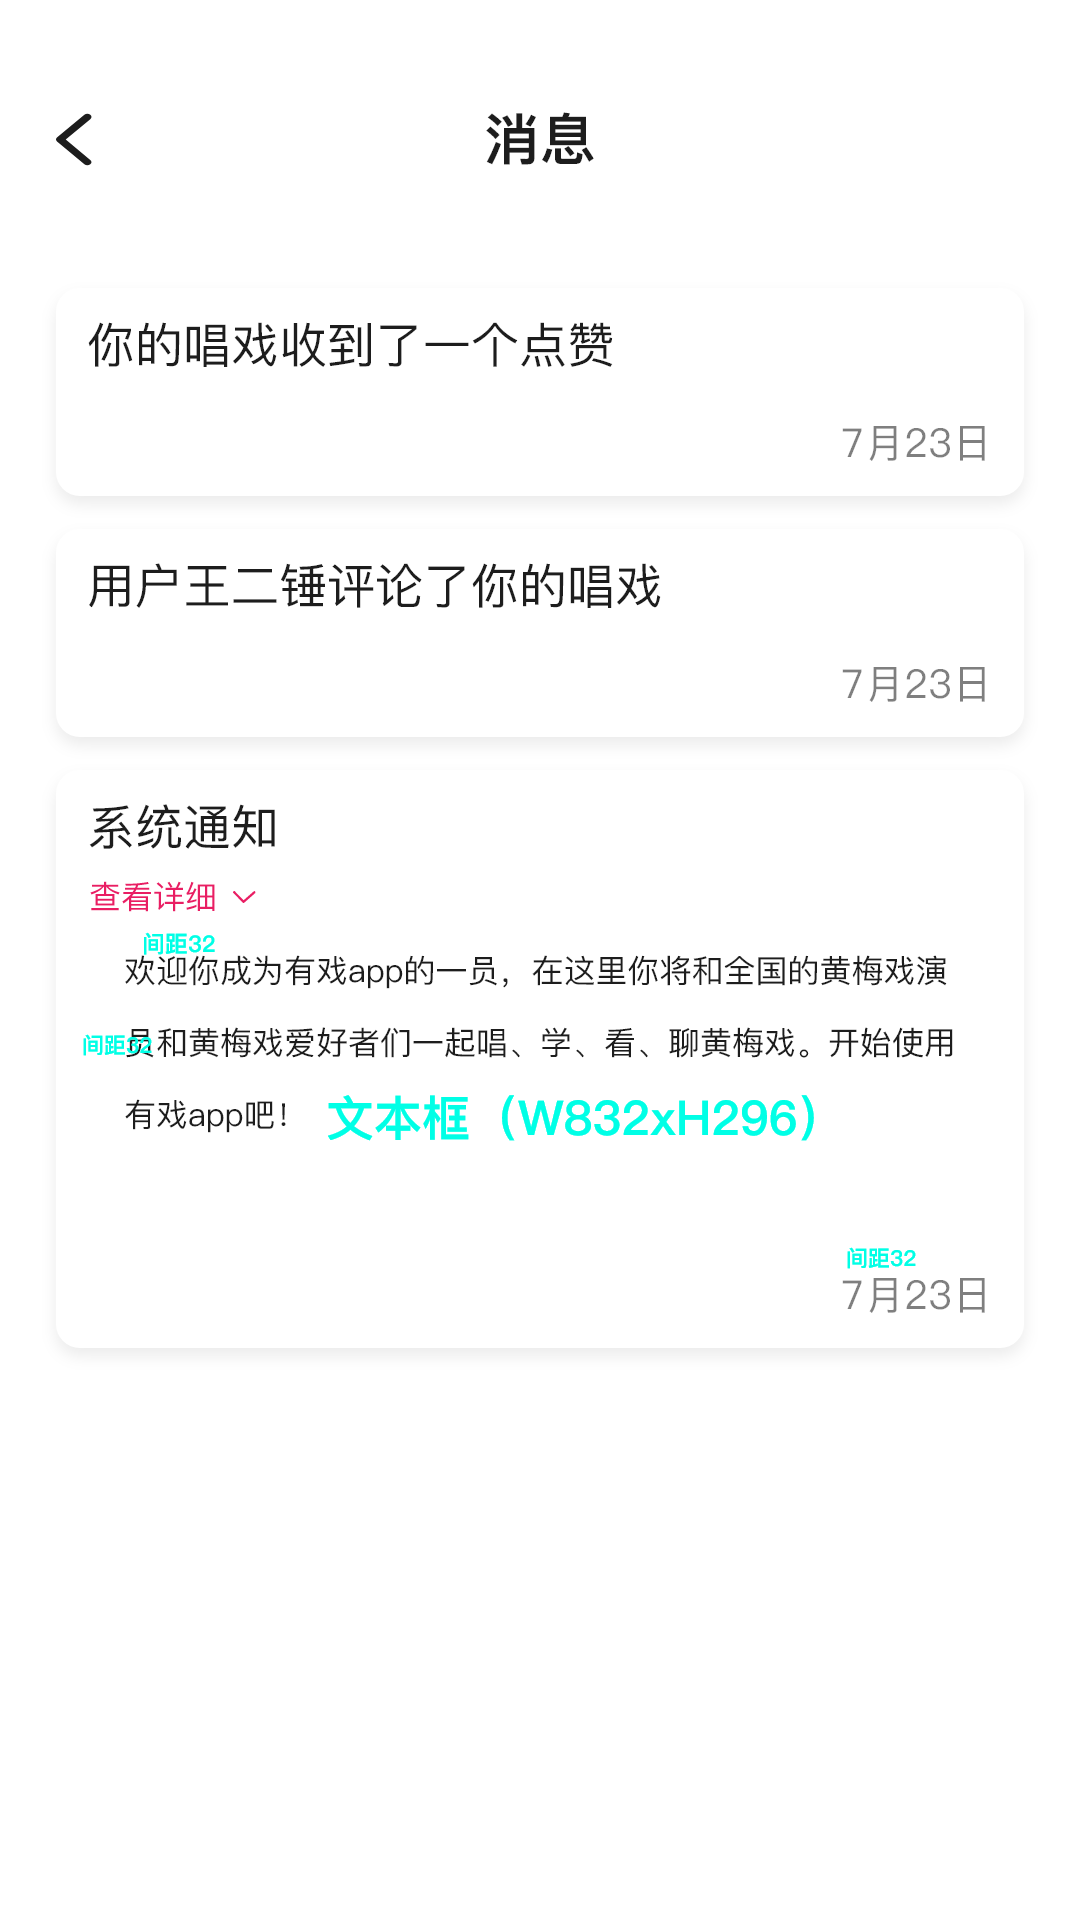 消息
你的唱戏收到了一个点赞
7月23日
用户王二锤评论了你的唱戏
7月23日
系统通知
查看详细
间距32
欢迎你成为有戏app的一员，在这里你将和全国的黄梅戏演
间距32
员和黄梅戏爱好者们一起唱、学、看、聊黄梅戏。开始使用
有戏app吧！
文本框（W832xH296）
间距32
7月23日